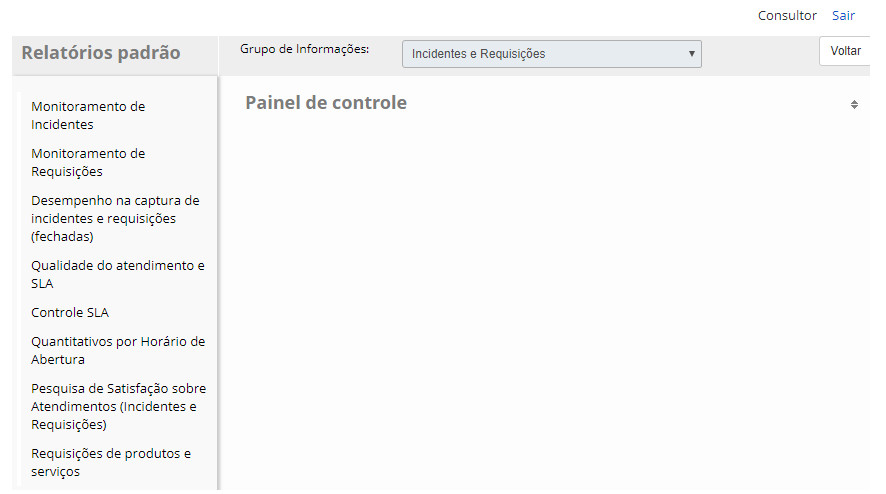 Consultor Sair
Relatórios padrão
Grupo de Informações:
Incidentes e Requisições
Voltar
Painel de controle
Monitoramento de
Incidentes
Monitoramento de
Requisições
Desempenho na captura de
incidentes e requisições
(fechadas)
Qualidade do atendimento e
SLA
Controle SLA
Quantitativos por Horário de
Abertura
Pesquisa de Satisfação sobre
Atendimentos (Incidentes e
Requisições)
Requisições de produtos e
serviços